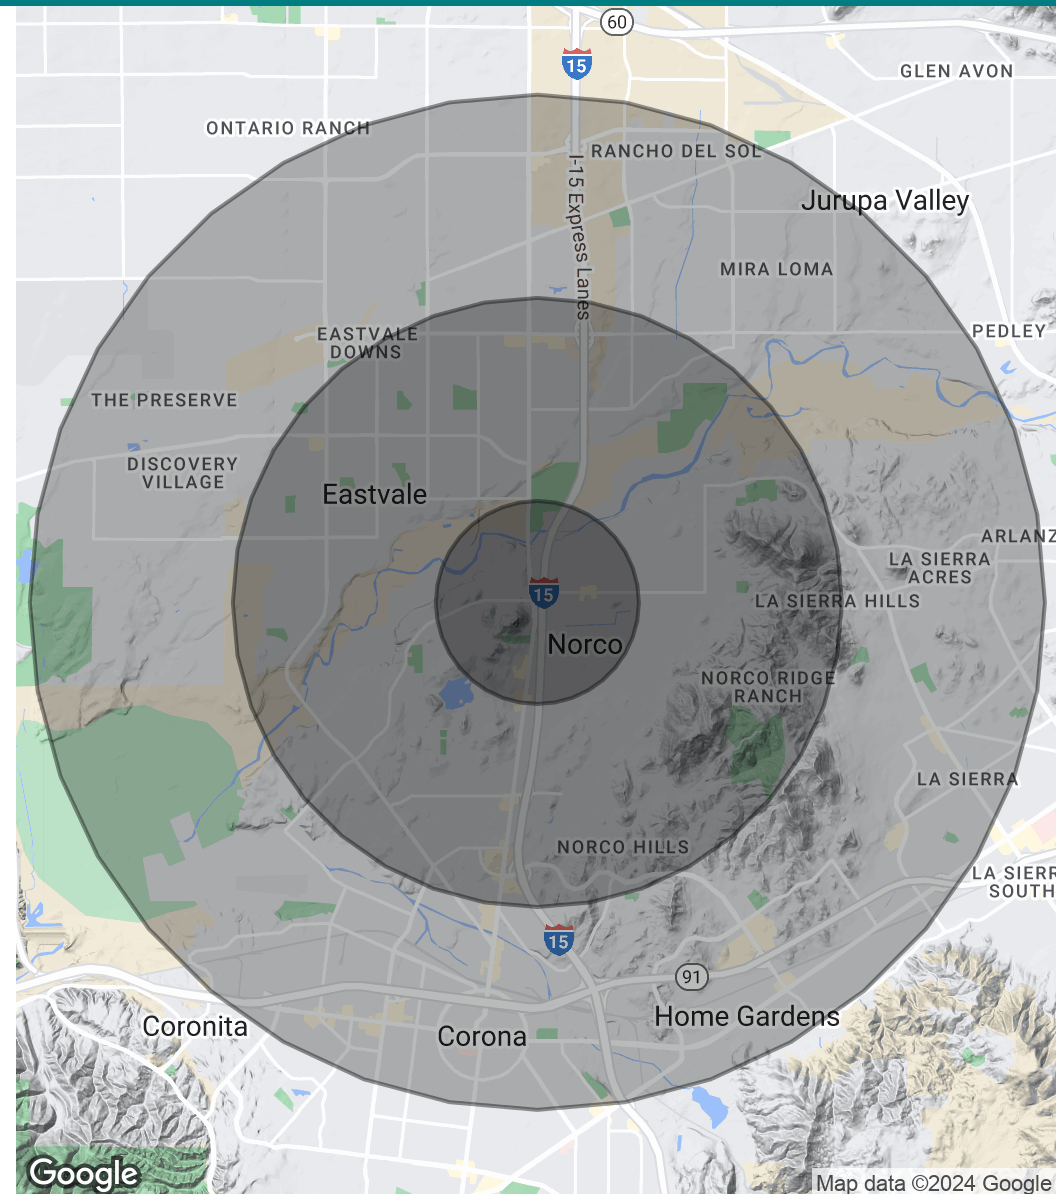 60
15
GLEN AVON
ONTARIO RANCH
RANCHO DEL SOL
I-15 Express Lanes
Jurupa Valley
MIRA LOMA
PEDLEY
EASTVALE
DOWNS
THE PRESERVE
DISCOVERY
VILLAGE
Eastvale
ARLANZ
LA SIERRA
ACRES
15
LA SIERRA HILLS
Norco
NORCO RIDGE
RANCH
LA SIERRA
NORCO HILLS
LA SIERR
SOUTH
15
91
Home Gardens
Coronita
Corona
Google
Map data ©2024 Google